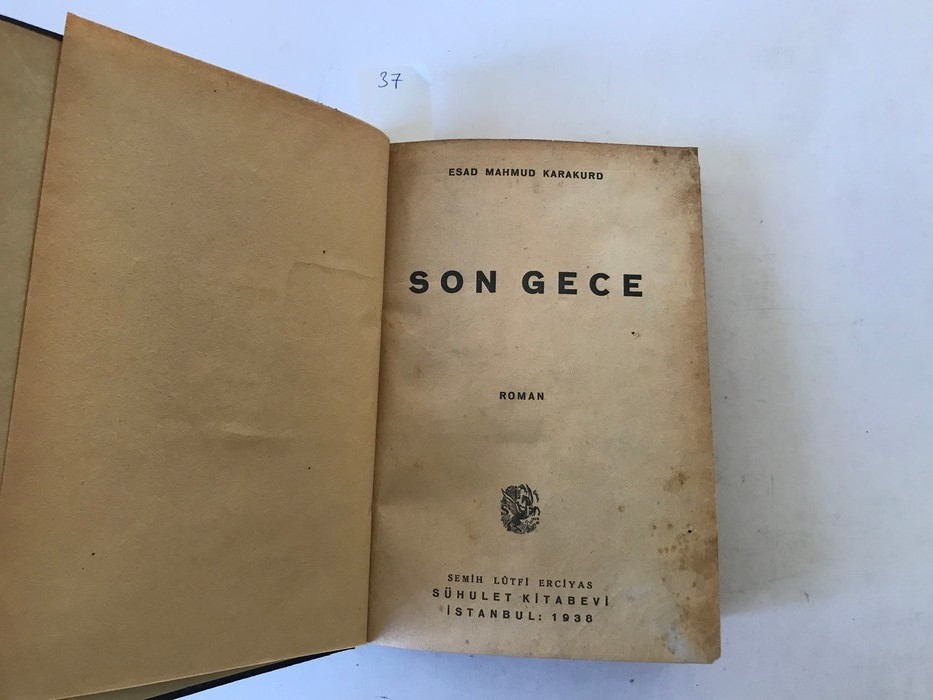 37
ESAD MAHMUD KARAKURD
SON GECE
ROMAN
SEMİH LÛTFİ ERCİYAS
SÜHULET KİTABEVİ
İSTANBUL: 1938